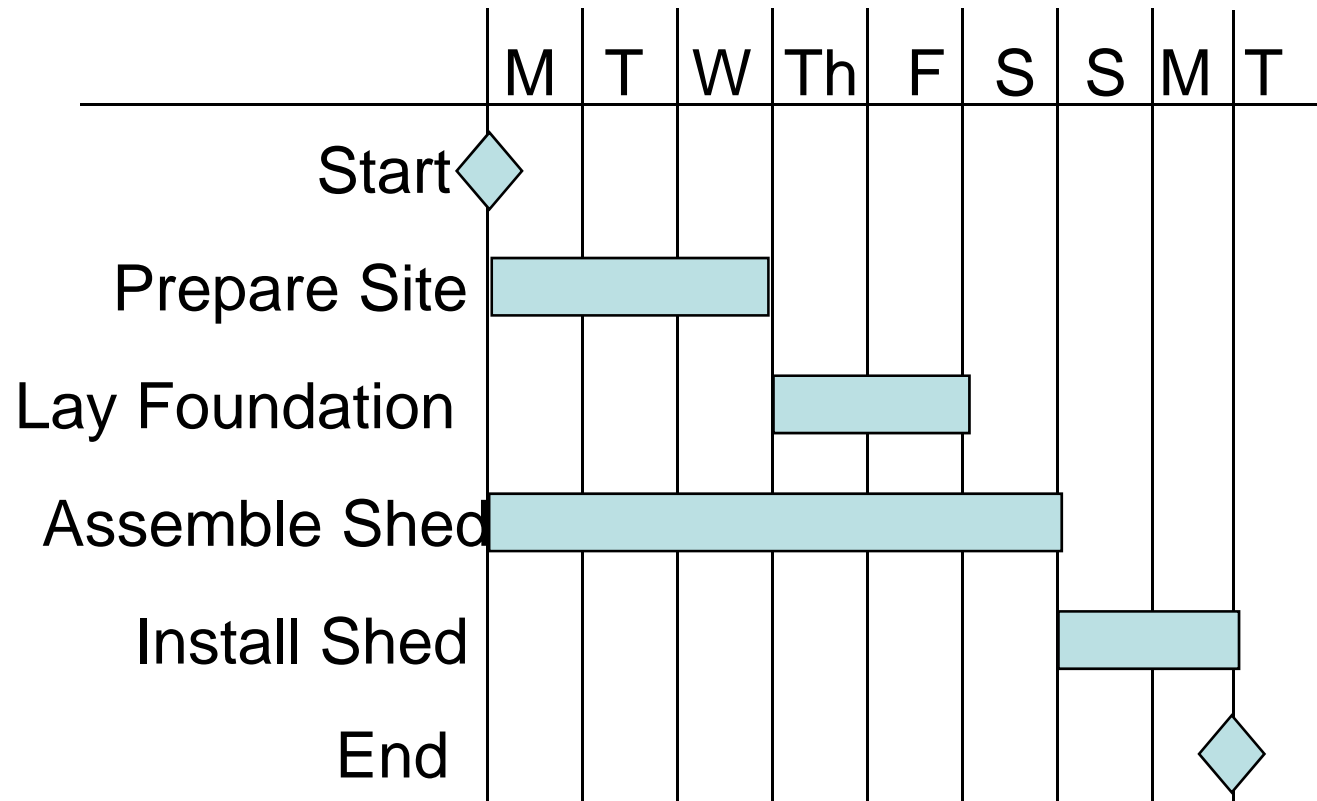 M T W Th F S S M T
Start
Prepare Site
Lay Foundation
Assemble Shed
Install Shed
End